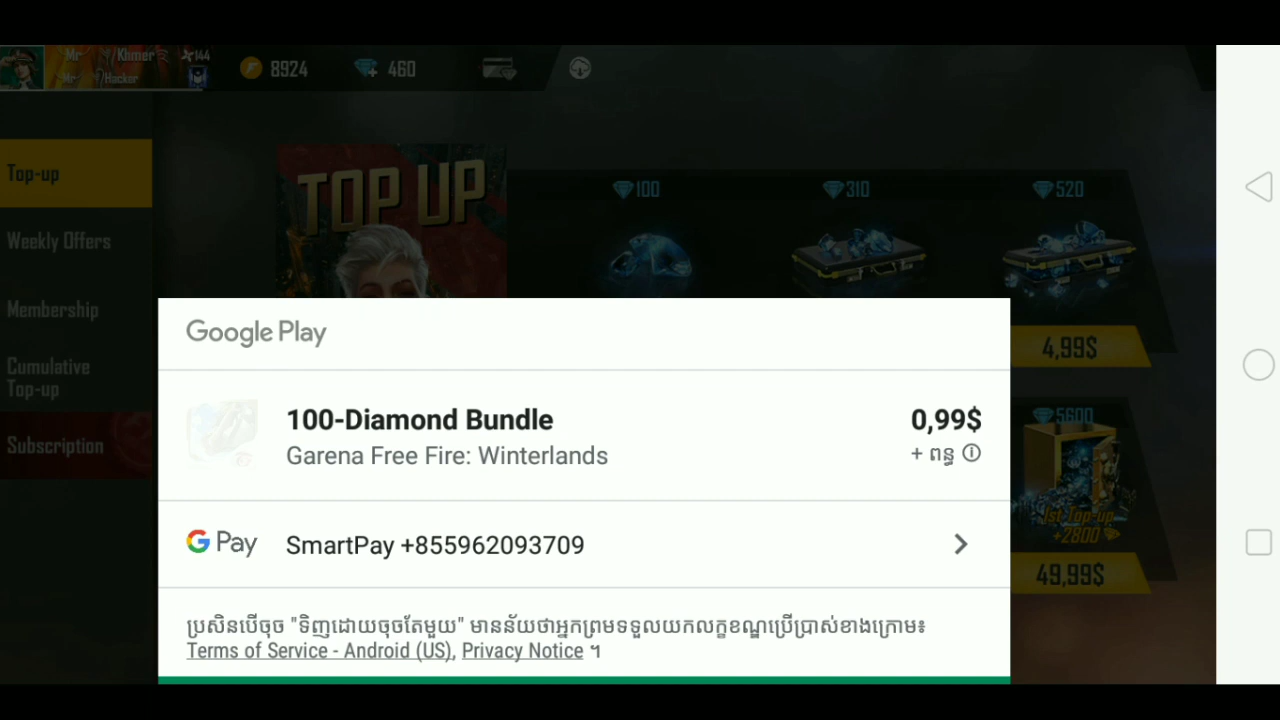 Mr Khmer 144
Mr Hacker
8924
460
Top-up
Weekly Offers
Membership
Cumulative
Top-up
Subscription
TOP UP
100
310
520
4,99$
5600
1st Top-up
+2800
49,99$
Google Play
100-Diamond Bundle
0,99$
Garena Free Fire: Winterlands
+ ពន្ធ
G Pay
SmartPay +855962093709
ប្រសិនបើចុច "ទិញដោយចុចតែមួយ" មានន័យថាអ្នកព្រមទទួលយកលក្ខខណ្ឌប្រើប្រាស់ខាងក្រោម៖
Terms of Service - Android (US), Privacy Notice ។